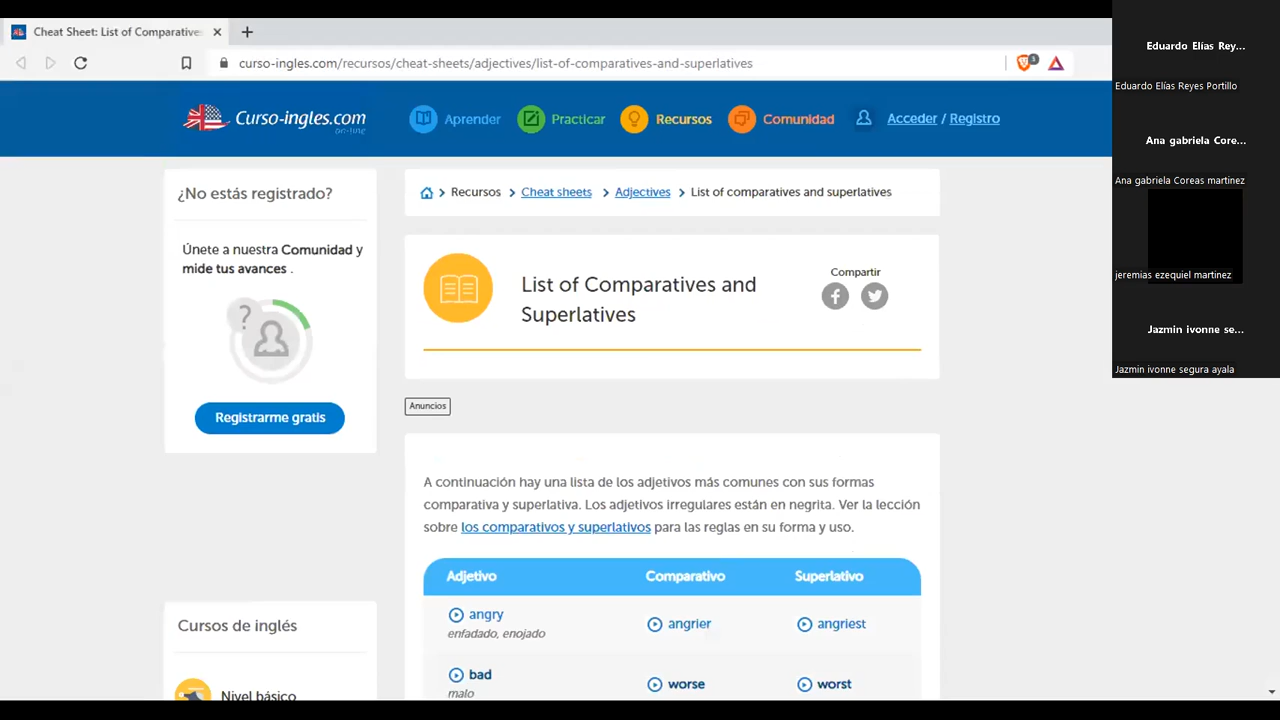 Cheat Sheet: List of Comparative
curso-ingles.com/recursos/cheat-sheets/adjectives/list-of-comparatives-and-superlatives
Curso-ingles.com
on-line
Aprender
Practicar
Recursos
Comunidad
Acceder / Registro
¿No estás registrado?
Únete a nuestra Comunidad y
mide tus avances .
?
Registrarme gratis
Cursos de inglés
Nivel básico
Recursos > Cheat sheets > Adjectives > List of comparatives and superlatives
List of Comparatives and
Superlatives
Compartir
Anuncios
A continuación hay una lista de los adjetivos más comunes con sus formas
comparativa y superlativa. Los adjetivos irregulares están en negrita. Ver la lección
sobre los comparativos y superlativos para las reglas en su forma y uso.
Adjetivo Comparativo Superlativo
angry angrier angriest
enfadado, enojado
bad worse worst
malo
Eduardo Elías Rey...
Eduardo Elías Reyes Portillo
Ana gabriela Core...
Ana gabriela Coreas martinez
jeremias ezequiel martinez
Jazmin ivonne se...
Jazmin ivonne segura ayala